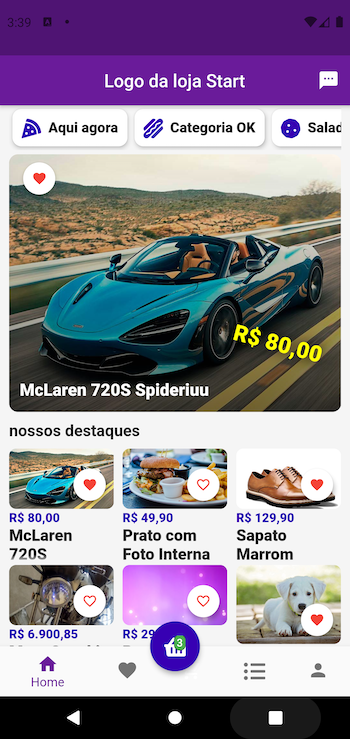 3:39
Logo da loja Start
Aqui agora
Categoria OK
Salad
R$ 80,00
McLaren 720S Spideriuu
nossos destaques
R$ 80,00
McLaren
720S
R$ 49,90
Prato com
Foto Interna
R$ 129,90
Sapato
Marrom
R$ 6.900,85
R$ 29
3
Home